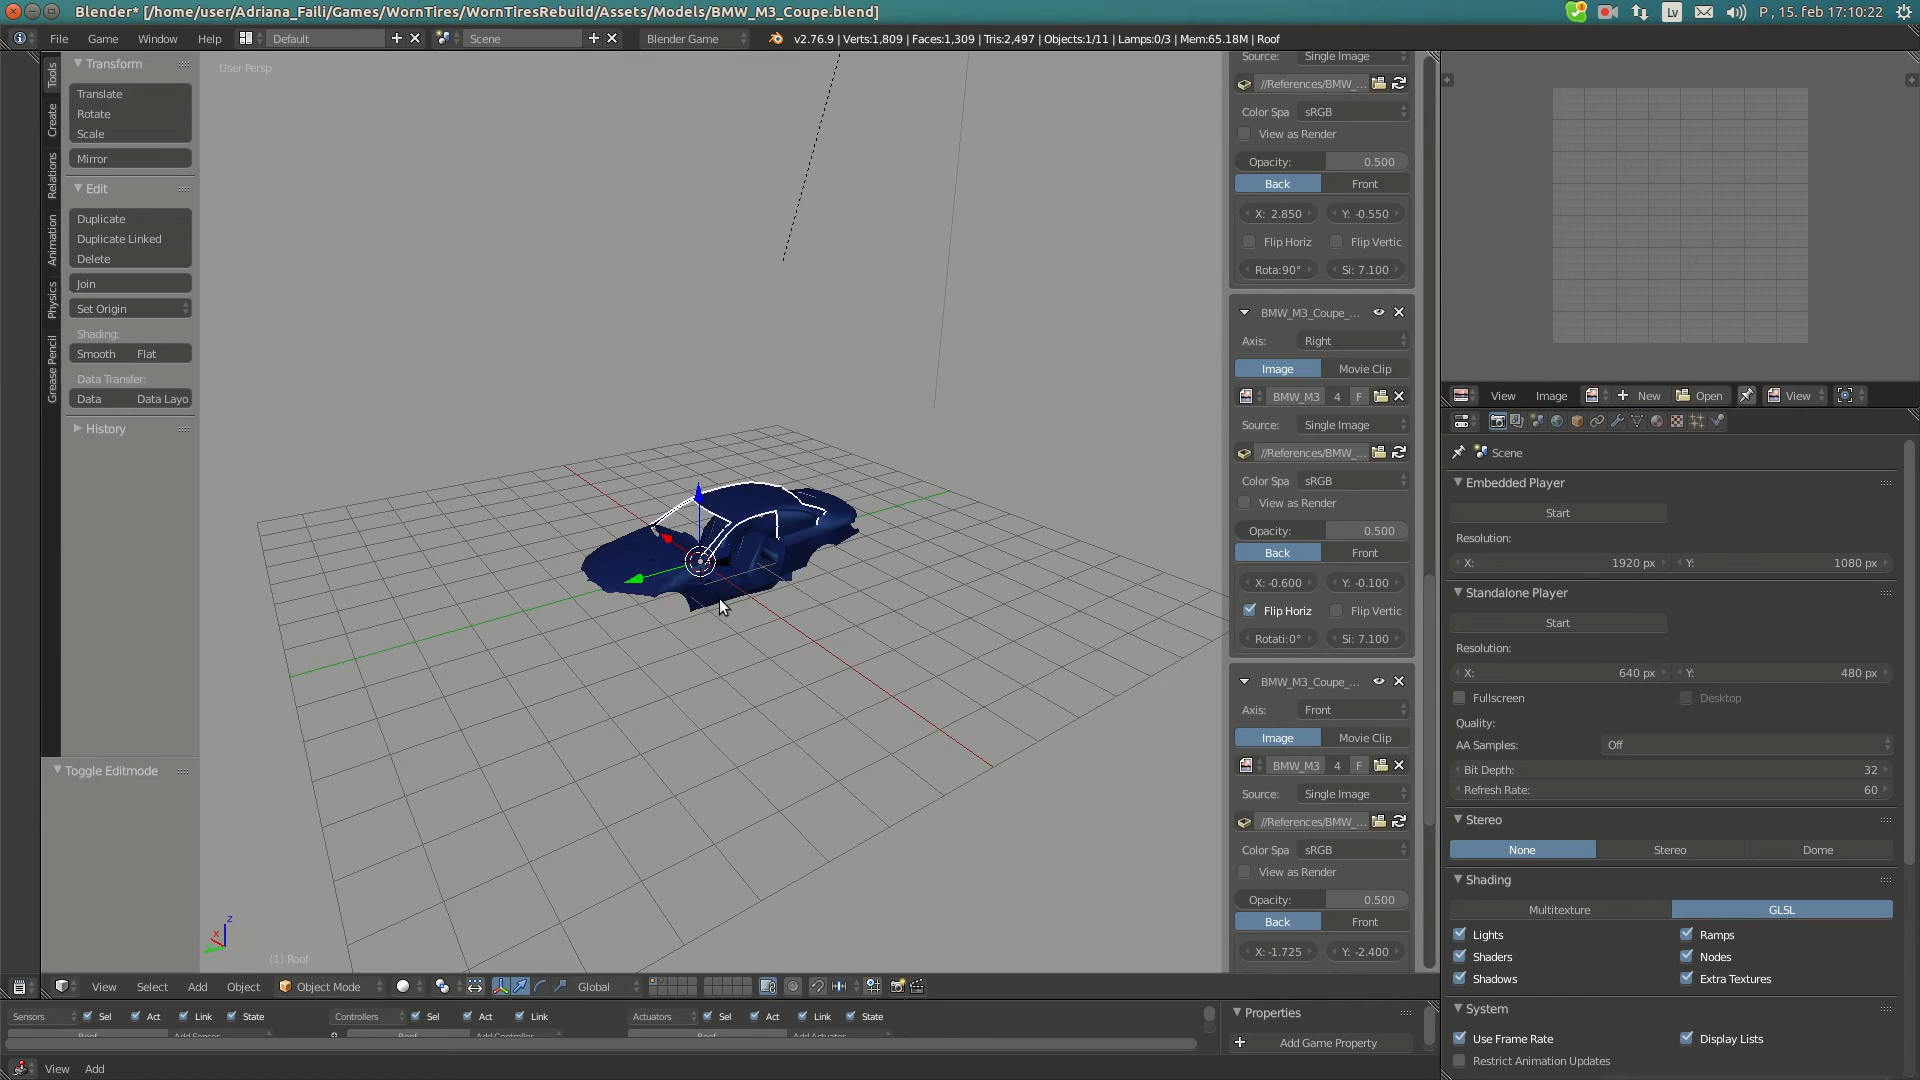 Blender* [/home/user/Adriana_Faili/Games/WornTires/WornTiresRebuild/Assets/Models/BMW_M3_Coupe.blend]
Lv
P , 15. feb 17:10:22
File Game Window Help Default Scene Blender Game v2.76.9 | Verts:1,809 | Faces:1,309 | Tris:2,497 | Objects:1/11 | Lamps:0/3 | Mem:65.18M | Roof
Tools
Create
Relations
Animation
Physics
Grease Pencil
Transform
Translate
Rotate
Scale
Mirror
Edit
Duplicate
Duplicate Linked
Delete
Join
Set Origin
Shading:
Smooth Flat
Data Transfer:
Data Data Layo
History
Toggle Editmode
User Persp
z
x
(1) Roof
Source: Single Image
//References/BMW_...
Color Spa sRGB
View as Render
Opacity: 0.500
Back Front
X: 2.850 Y: -0.550
Flip Horiz Flip Vertic
Rota:90° Si: 7.100
BMW_M3_Coupe_...
Axis: Right
Image Movie Clip
BMW_M3 4 F
Source: Single Image
//References/BMW_...
Color Spa sRGB
View as Render
Opacity: 0.500
Back Front
X: -0.600 Y: -0.100
Flip Horiz Flip Vertic
Rotati:0° Si: 7.100
BMW_M3_Coupe_...
Axis: Front
Image Movie Clip
BMW_M3 4 F
Source: Single Image
//References/BMW_...
Color Spa sRGB
View as Render
Opacity: 0.500
Back Front
X: -1.725 Y: -2.400
View Image New Open View
Scene
Embedded Player
Start
Resolution:
X: 1920 px Y: 1080 px
Standalone Player
Start
Resolution:
X: 640 px Y: 480 px
Fullscreen Desktop
Quality:
AA Samples: Off
Bit Depth: 32
Refresh Rate: 60
Stereo
None Stereo Dome
Shading
Multitexture GLSL
Lights Ramps
Shaders Nodes
Shadows Extra Textures
System
Use Frame Rate Display Lists
Restrict Animation Updates
View Select Add Object Object Mode Global
Sensors Sel Act Link State Controllers Sel Act Link Actuators Sel Act Link State
Roof Add Sensor Roof Add Controller Roof Add Actuator
Properties
Add Game Property
View Add